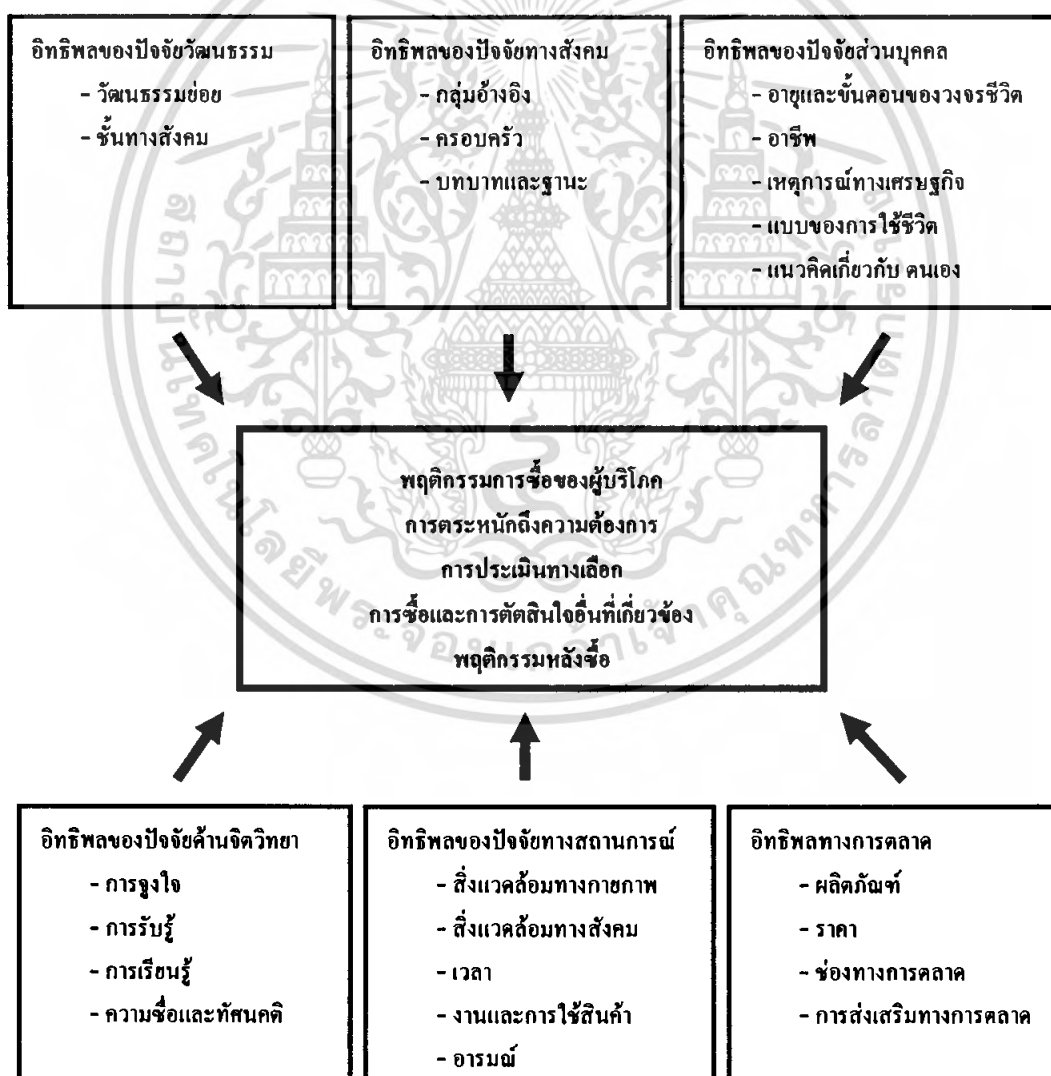 อิทธิพลของปัจจัยวัฒนธรรม
- วัฒนธรรมย่อย
- ชั้นทางสังคม
อิทธิพลของปัจจัยทางสังคม
- กลุ่มอ้างอิง
- ครอบครัว
- บทบาทและฐานะ
อิทธิพลของปัจจัยส่วนบุคคล
- อายุและขั้นตอนของวงจรชีวิต
- อาชีพ
- เหตุการณ์ทางเศรษฐกิจ
- แบบของการใช้ชีวิต
- แนวคิดเกี่ยวกับ ตนเอง
พฤติกรรมการซื้อของผู้บริโภค
การตระหนักถึงความต้องการ
การประเมินทางเลือก
การซื้อและการตัดสินใจอื่นที่เกี่ยวข้อง
พฤติกรรมหลังซื้อ
อิทธิพลของปัจจัยด้านจิตวิทยา
- การจูงใจ
- การรับรู้
- การเรียนรู้
- ความชื่อและทัศนคติ
อิทธิพลของปัจจัยทางสถานการณ์
- สิ่งแวดล้อมทางกายภาพ
- สิ่งแวดล้อมทางสังคม
- เวลา
- งานและการใช้สินค้า
- อารมณ์
อิทธิพลทางการตลาด
- ผลิตภัณฑ์
- ราคา
- ช่องทางการตลาด
- การส่งเสริมทางการตลาด